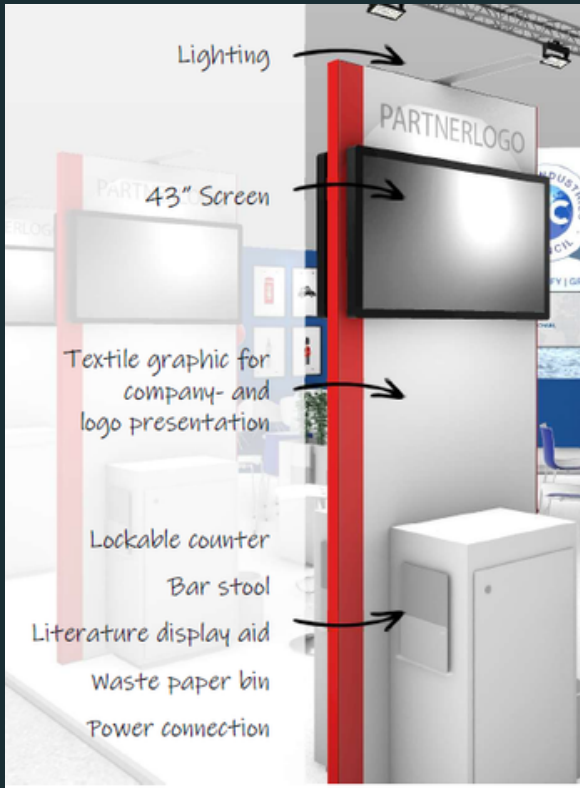 Lighting
PARTNERLOGO
43" Screen
PARTNERLOGO
Textile graphic for
company- and
logo presentation
Lockable counter
Bar stool
Literature display aid
Waste paper bin
Power connection